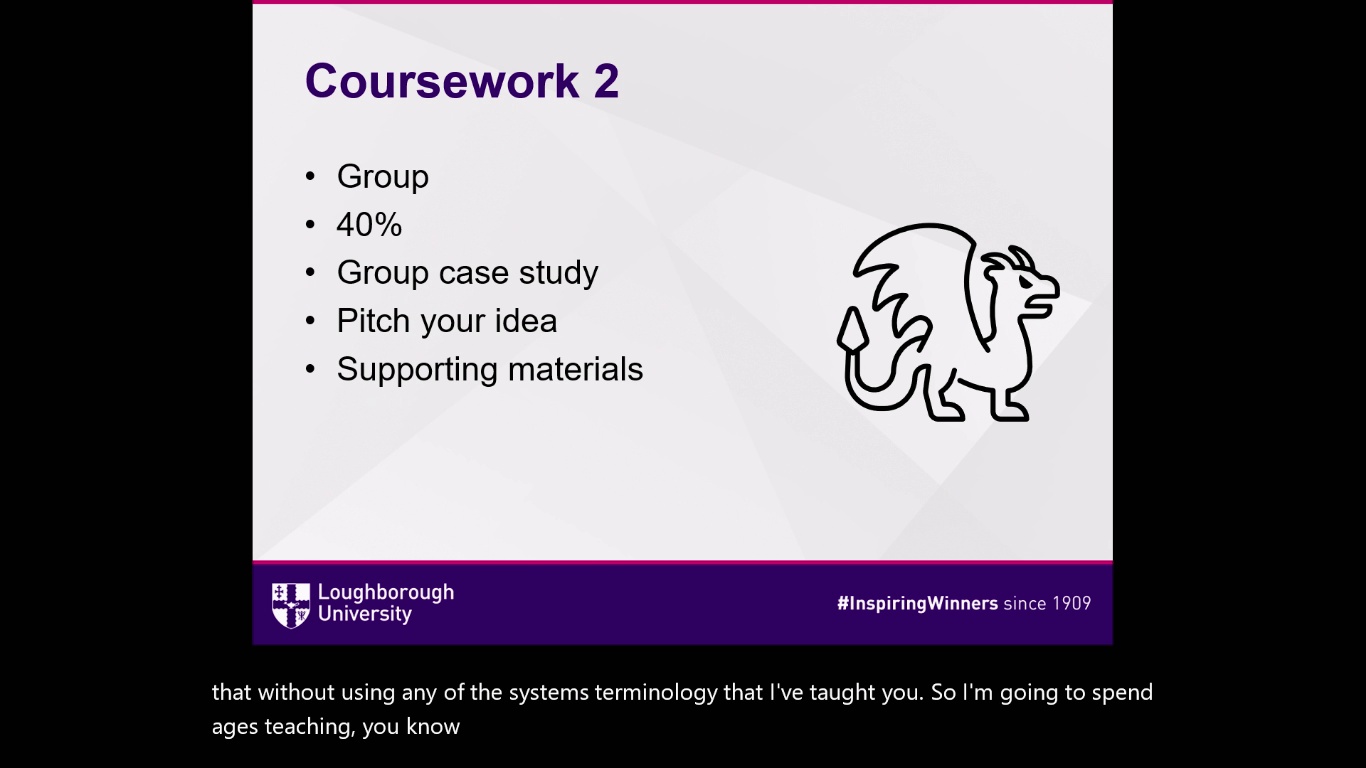 Coursework 2
• Group
• 40%
• Group case study
• Pitch your idea
• Supporting materials
Loughborough
University
#InspiringWinners since 1909
that without using any of the systems terminology that I've taught you. So I'm going to spend
ages teaching, you know